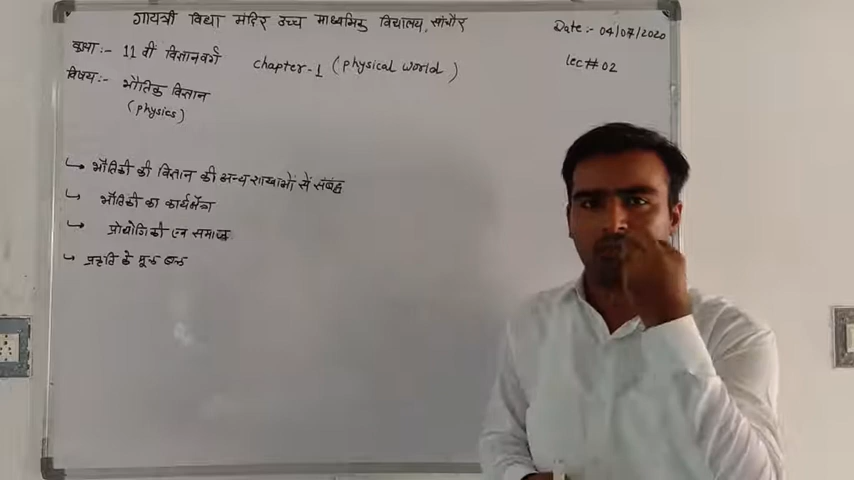 गायत्री विद्या मंदिर उच्च माध्यमिक विद्यालय, सांचौर
Date :- 04/07/2020
कक्षा :- 11 वीं विज्ञानवर्ग
chapter-1 (physical world)
lec# 02
विषय :- भौतिक विज्ञान
(physics)
↳ भौतिकी की विज्ञान की अन्य शाखाओं से संबंध
↳ भौतिकी का कार्यक्षेत्र
↳ प्रोद्योगिकी एवं समाज
↳ प्रकृति के मूल बल